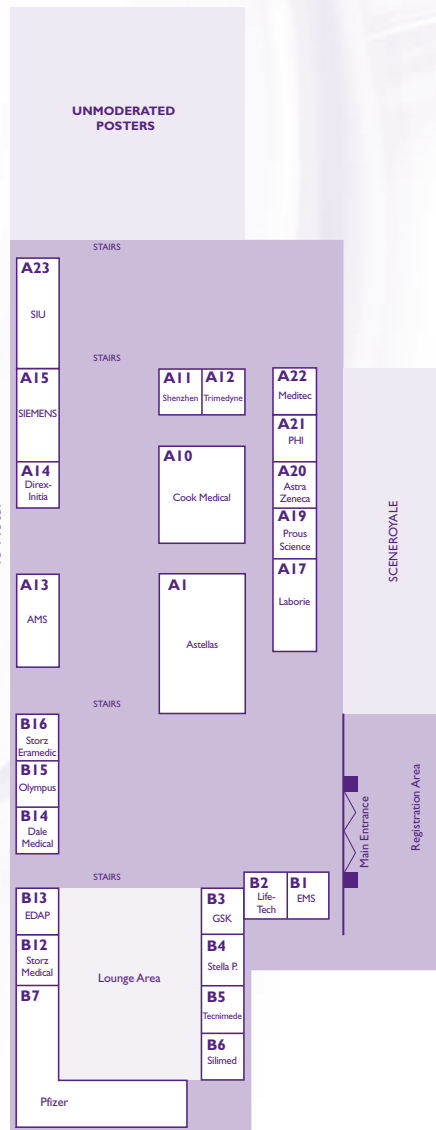 UNMODERATED
POSTERS
STAIRS
A23
SIU
STAIRS
A15
SIEMENS
A11
Shenzhen
A12
Trimedyne
A22
Meditec
A21
PHI
A14
Direx-
Initia
A10
Cook Medical
A20
Astra
Zeneca
A19
Prous
Science
SCENEROYALE
A13
AMS
A1
Astellas
A17
Laborie
STAIRS
B16
Storz
Eramedic
B15
Olympus
B14
Dale
Medical
Main Entrance
Registration Area
STAIRS
B13
EDAP
B12
Storz
Medical
Lounge Area
B3
GSK
B2
Life-
Tech
B1
EMS
B4
Stella P.
B7
Pfizer
B5
Tecnimede
B6
Silimed